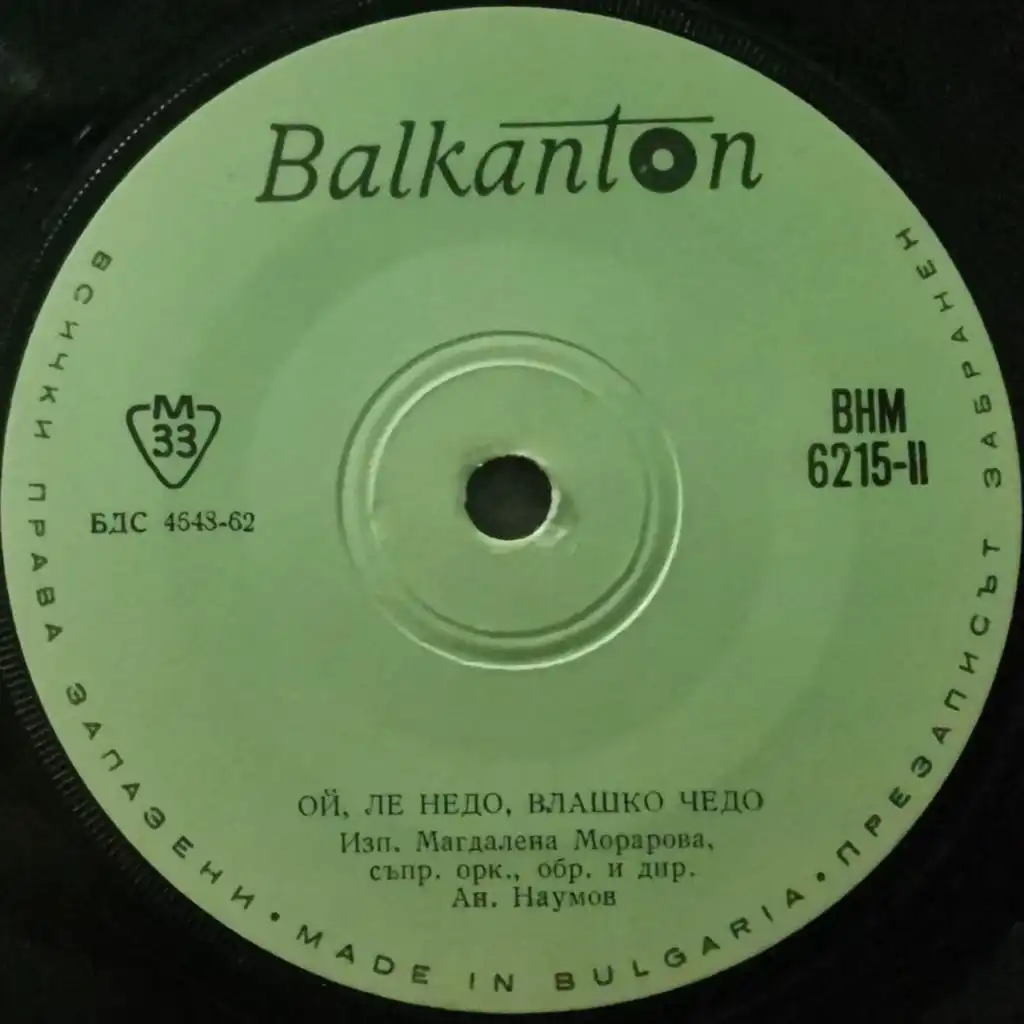 Balkanton
ВСИЧКИ ПРАВА ЗАПАЗЕНИ • MADE IN BULGARIA • ПРЕЗАПИСЪТ ЗАБРАНЕН
М
33
БДС 4643-62
ВНМ
6215-II
ОЙ, ЛЕ НЕДО, ВЛАШКО ЧЕДО
Изп. Магдалена Морарова,
съпр. орк., обр. и дир.
Ан. Наумов